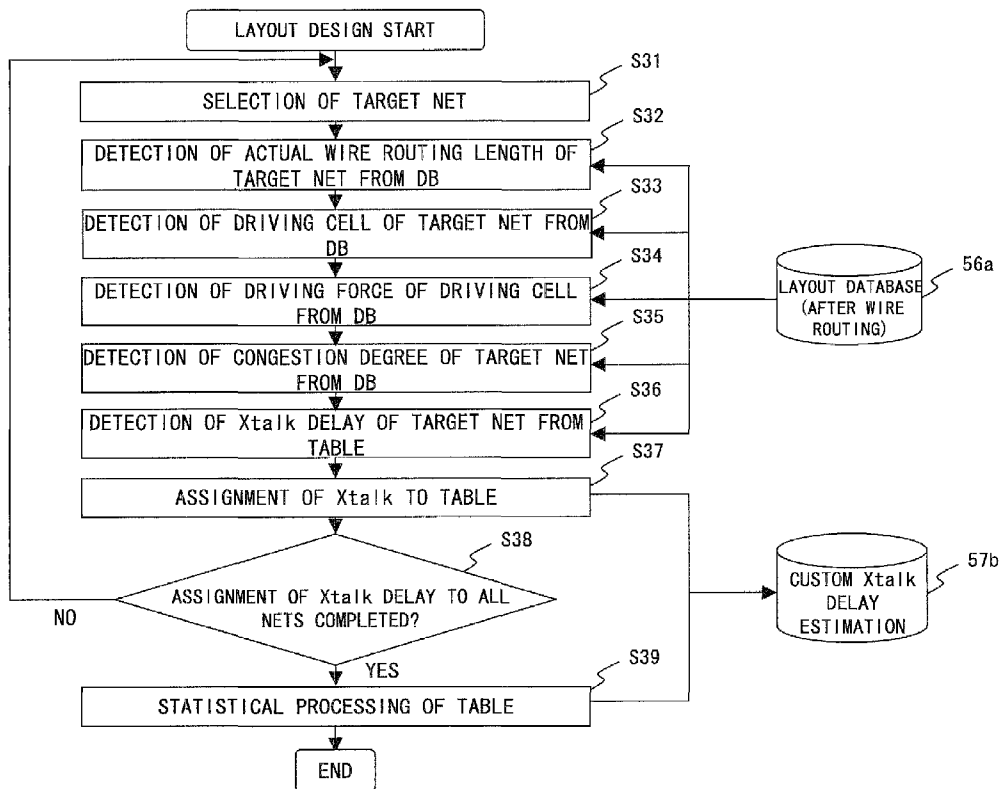 LAYOUT DESIGN START
S31
SELECTION OF TARGET NET
S32
DETECTION OF ACTUAL WIRE ROUTING LENGTH OF
TARGET NET FROM DB
S33
DETECTION OF DRIVING CELL OF TARGET NET FROM
DB
S34
DETECTION OF DRIVING FORCE OF DRIVING CELL
FROM DB
LAYOUT DATABASE
(AFTER WIRE
ROUTING)
56a
S35
DETECTION OF CONGESTION DEGREE OF TARGET NET
FROM DB
S36
DETECTION OF Xtalk DELAY OF TARGET NET FROM
TABLE
S37
ASSIGNMENT OF Xtalk TO TABLE
S38
ASSIGNMENT OF Xtalk DELAY TO ALL
NETS COMPLETED?
NO
YES
CUSTOM Xtalk
DELAY
ESTIMATION
57b
S39
STATISTICAL PROCESSING OF TABLE
END